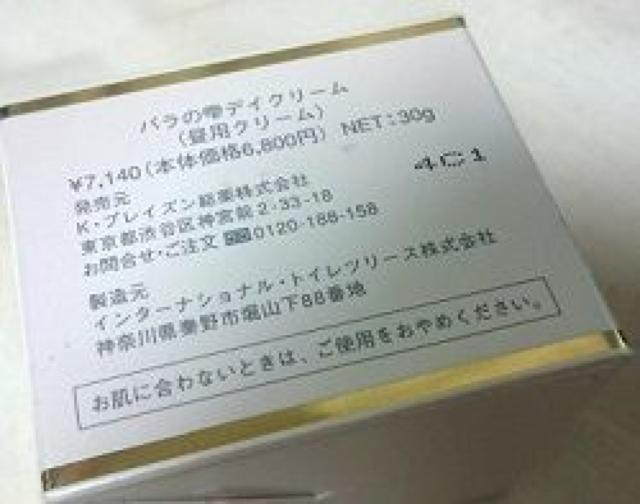 バラの雫デイクリーム
(昼用クリーム)
¥7,140(本体価格6,800円) NET:30g
4C1
発売元
K・ブレイズン総業株式会社
東京都渋谷区神宮前2-33-18
お問合せ・ご注文 0120-188-158
製造元
インターナショナル・トイレツリース株式会社
神奈川県秦野市堀山下88番地
お肌に合わないときは、ご使用をおやめください。